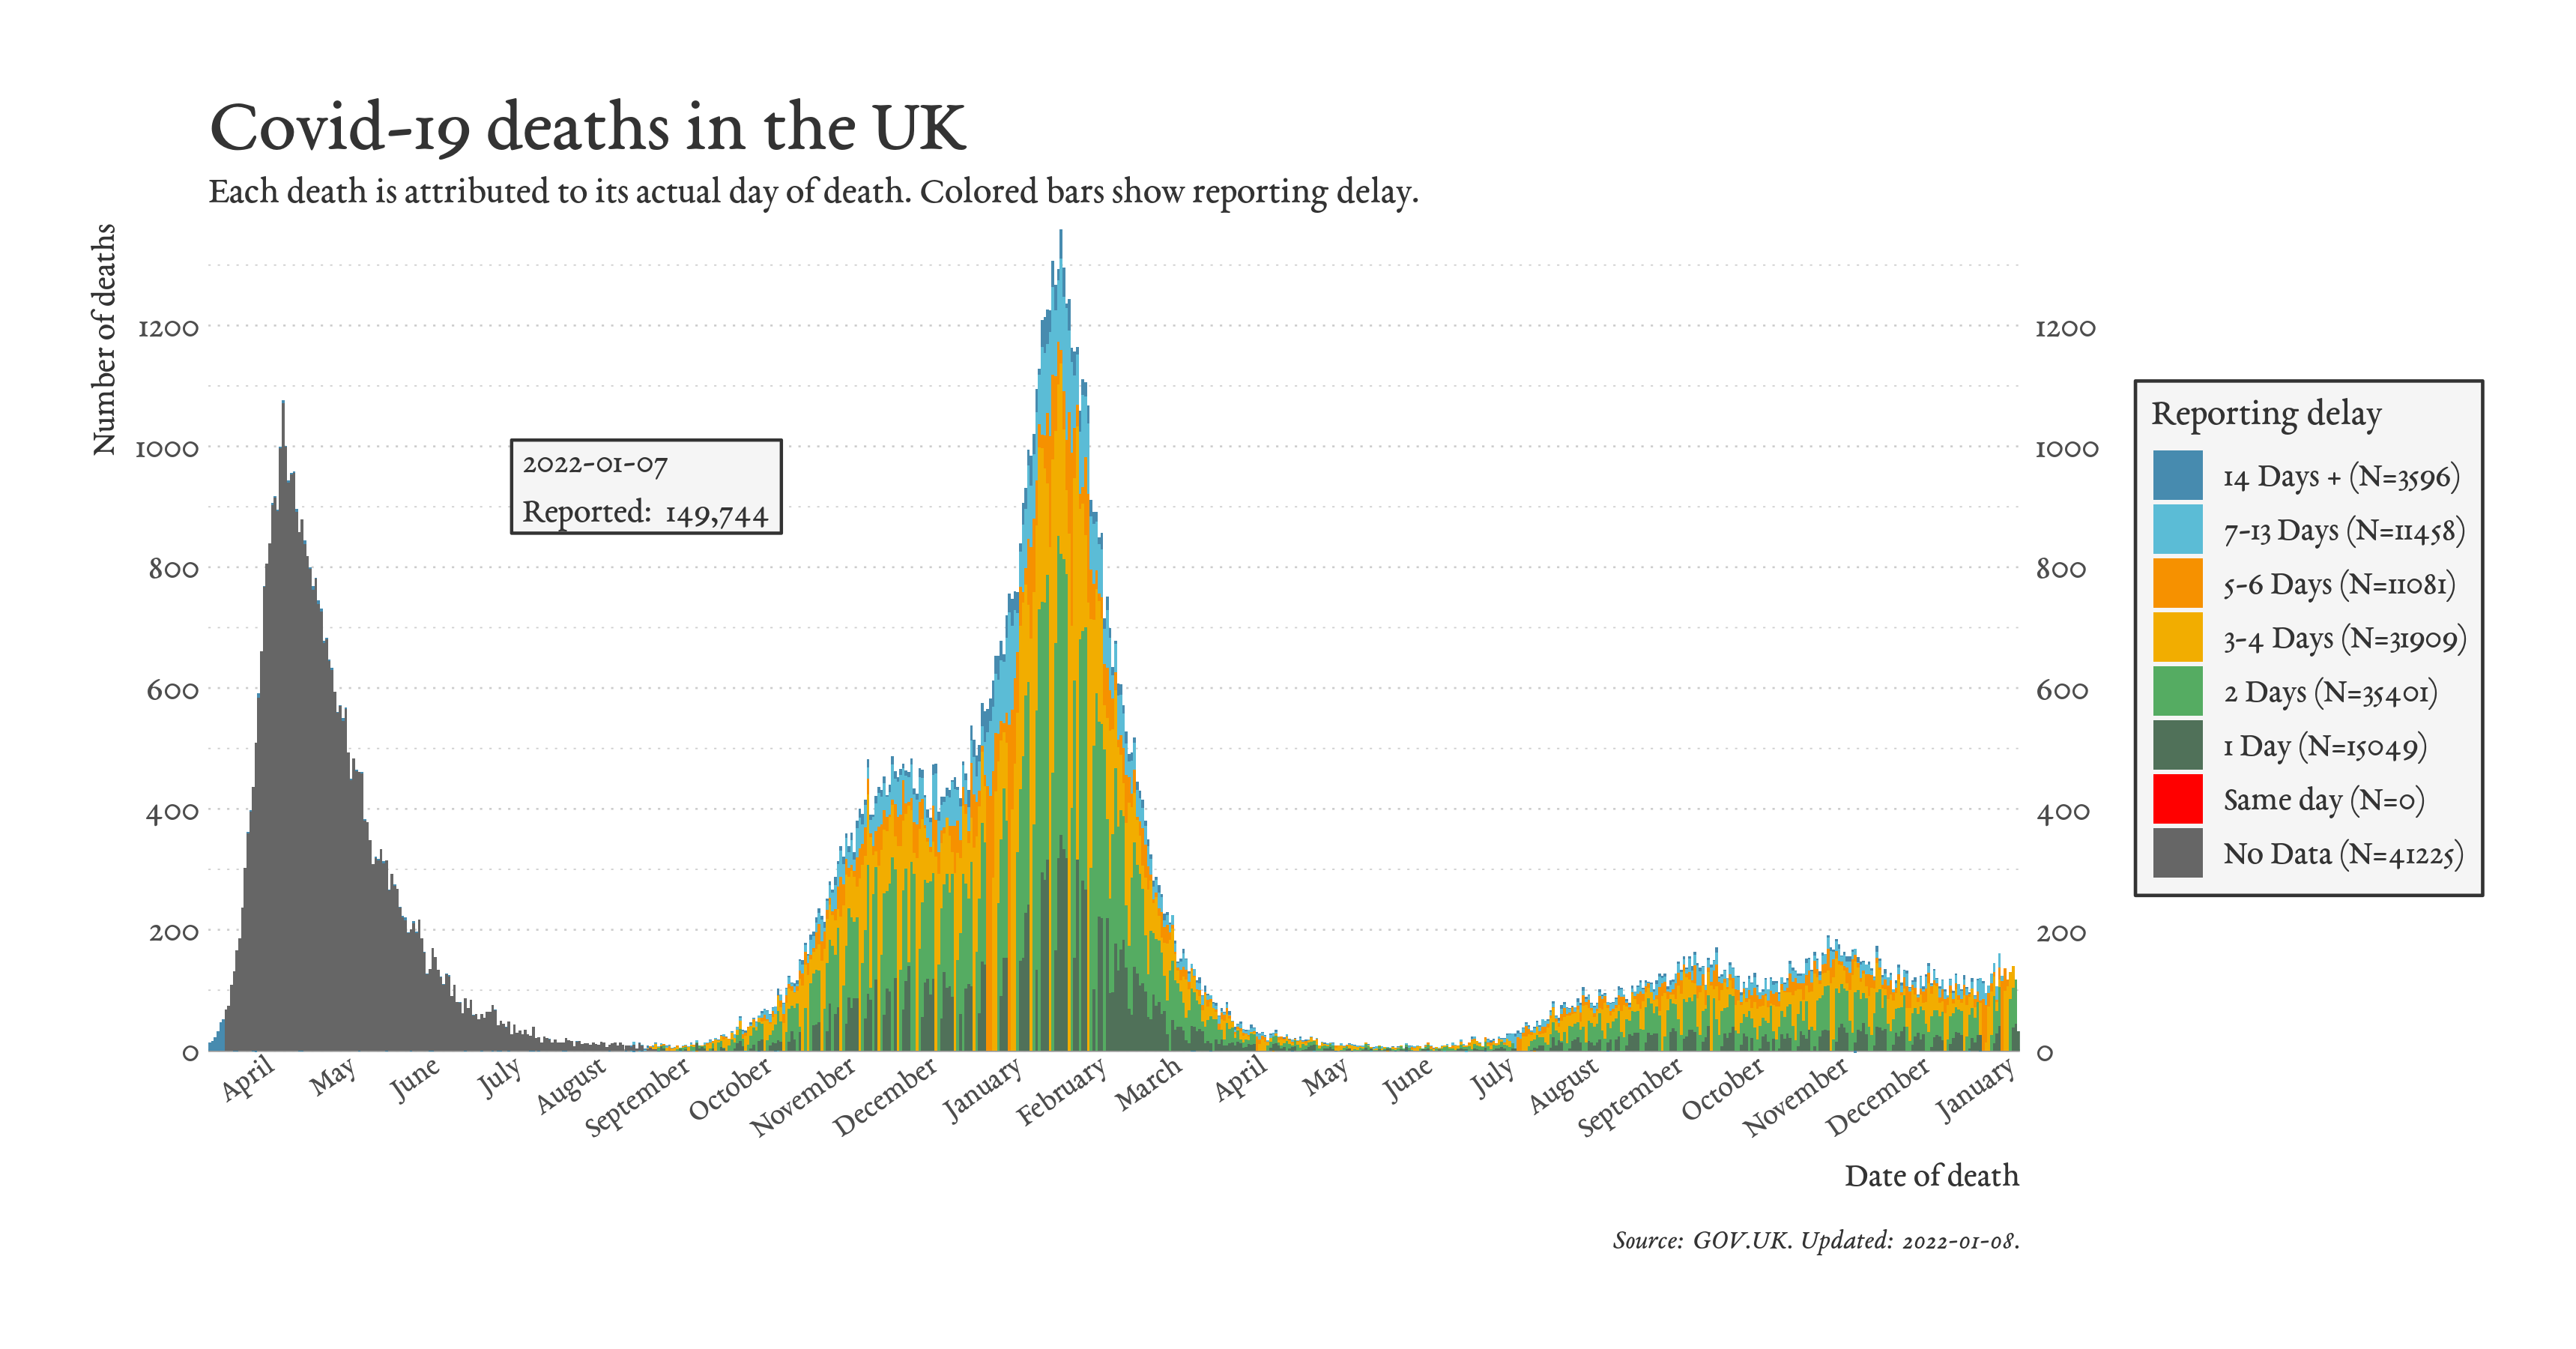 Covid-19 deaths in the UK
Each death is attributed to its actual day of death. Colored bars show reporting delay.
Number of deaths
1200
1000
800
600
400
200
0
2022-01-07
Reported: 149,744
1200
1000
800
600
400
200
0
April
May
June
July
August
September
October
November
December
January
February
March
April
May
June
July
August
September
October
November
December
January
Date of death
Reporting delay
14 Days + (N=3596)
7-13 Days (N=11458)
5-6 Days (N=11081)
3-4 Days (N=31909)
2 Days (N=35401)
1 Day (N=15049)
Same day (N=0)
No Data (N=41225)
Source: GOV.UK. Updated: 2022-01-08.